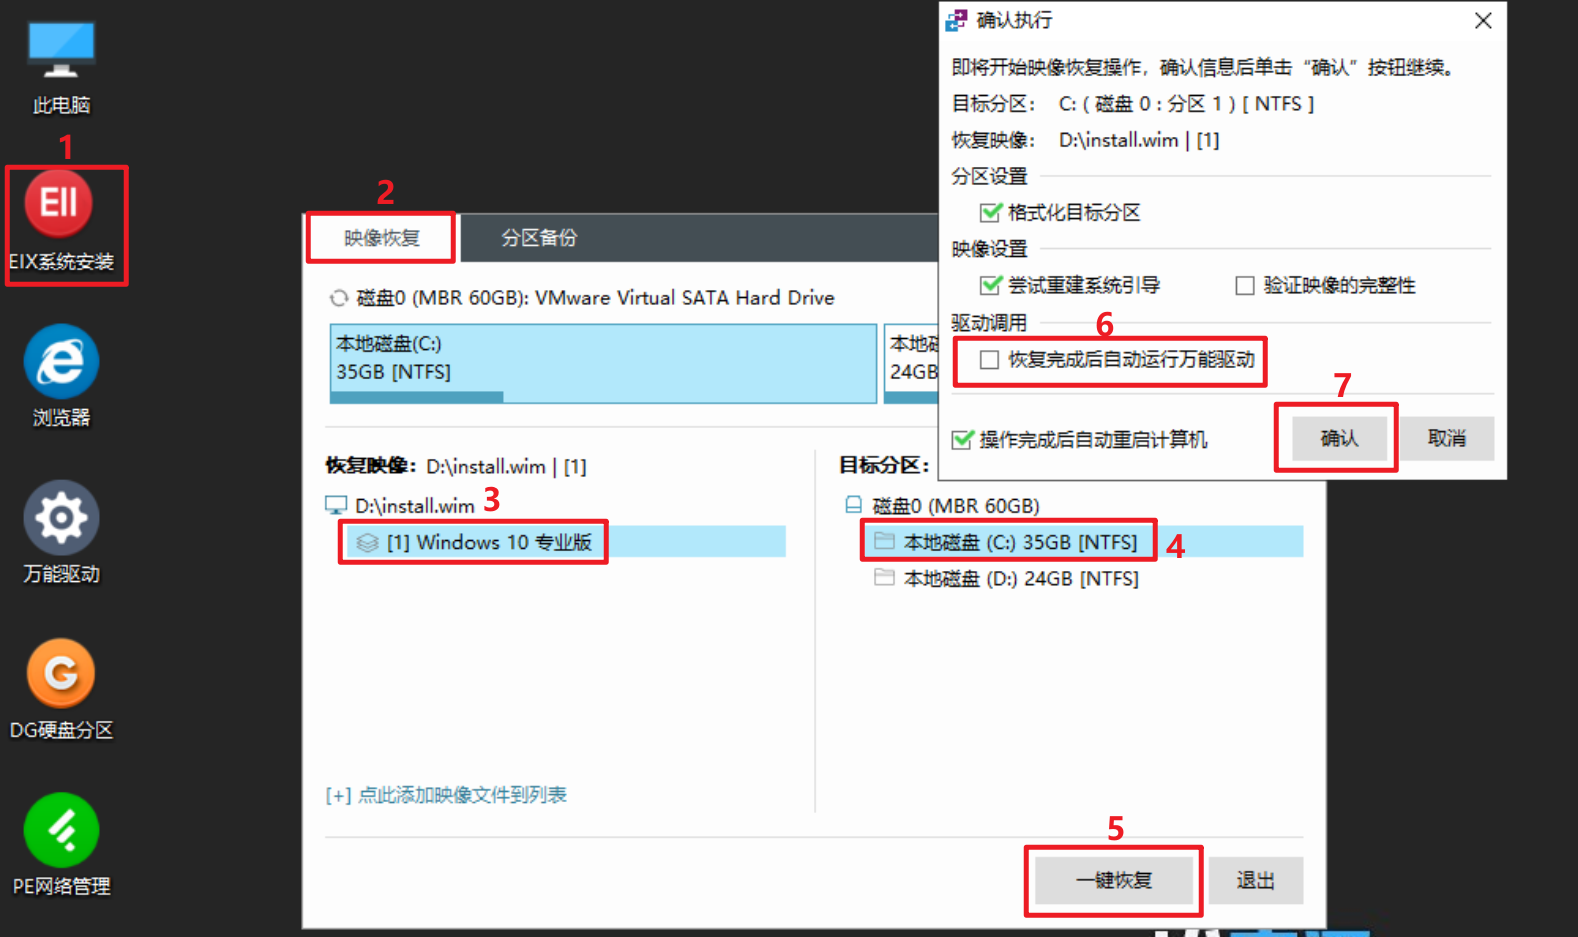 此电脑
1
EII
EIX系统安装
浏览器
万能驱动
G
DG硬盘分区
PE网络管理
2
映像恢复
分区备份
磁盘0 (MBR 60GB): VMware Virtual SATA Hard Drive
本地磁盘(C:)
35GB [NTFS]
本地
24GB
恢复映像： D:\install.wim | [1]
D:\install.wim
3
[1] Windows 10 专业版
[+] 点此添加映像文件到列表
目标分区：
磁盘0 (MBR 60GB)
本地磁盘 (C:) 35GB [NTFS]
4
本地磁盘 (D:) 24GB [NTFS]
5
一键恢复
退出
确认执行
即将开始映像恢复操作，确认信息后单击“确认”按钮继续。
目标分区： C: ( 磁盘 0 : 分区 1 ) [ NTFS ]
恢复映像： D:\install.wim | [1]
分区设置
格式化目标分区
映像设置
尝试重建系统引导
验证映像的完整性
驱动调用
6
恢复完成后自动运行万能驱动
操作完成后自动重启计算机
7
确认
取消